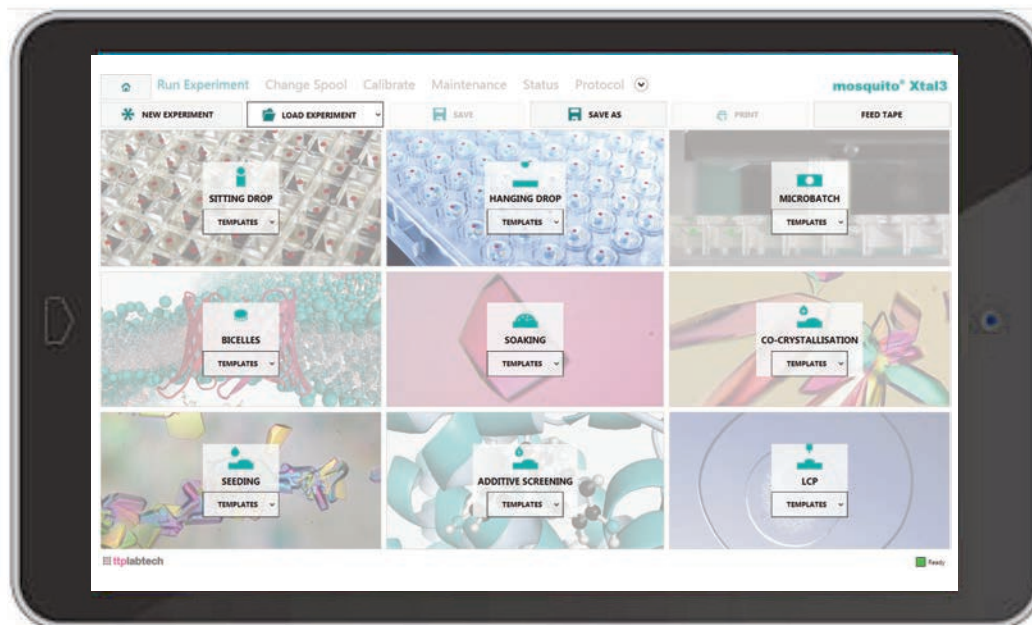 Run Experiment Change Spool Calibrate Maintenance Status Protocol mosquito® Xtal3
NEW EXPERIMENT LOAD EXPERIMENT SAVE SAVE AS PRINT FEED TAPE
SITTING DROP HANGING DROP MICROBATCH
TEMPLATES TEMPLATES TEMPLATES
BICELLES SOAKING CO-CRYSTALLISATION
TEMPLATES TEMPLATES TEMPLATES
SEEDING ADDITIVE SCREENING LCP
TEMPLATES TEMPLATES TEMPLATES
ttplabtech Ready